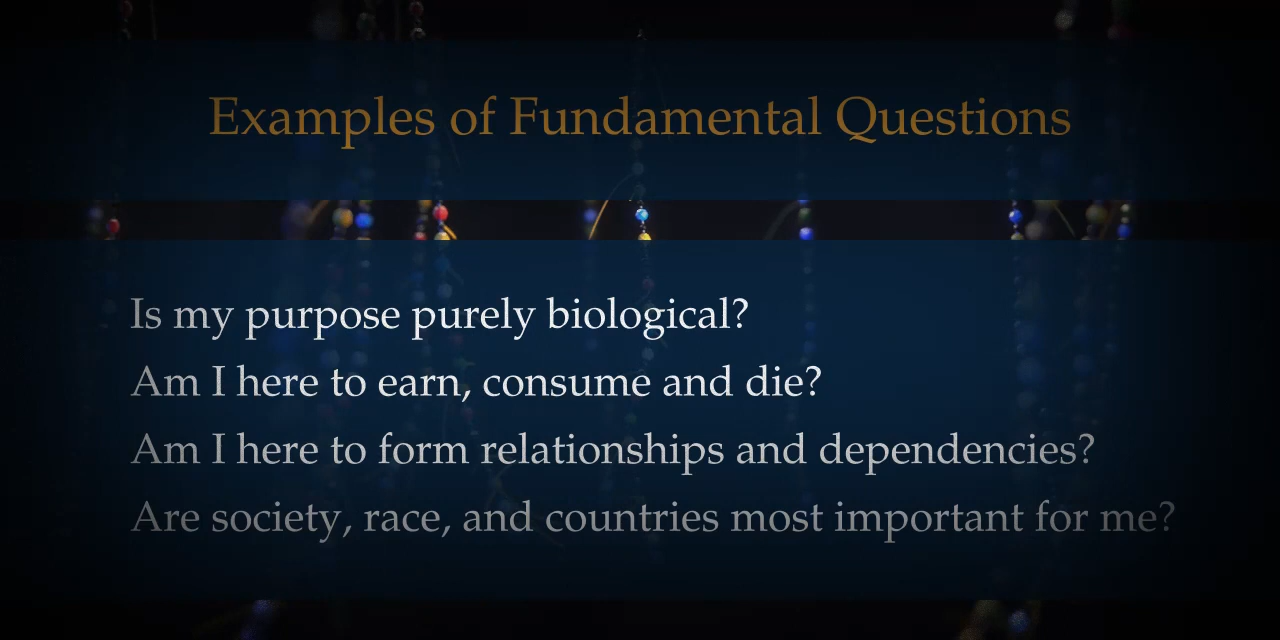 Examples of Fundamental Questions
Is my purpose purely biological?
Am I here to earn, consume and die?
Am I here to form relationships and dependencies?
Are society, race, and countries most important for me?